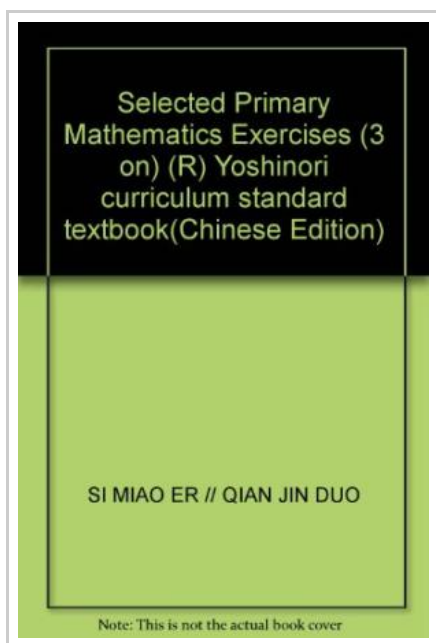 Selected Primary
Mathematics Exercises (3
on) (R) Yoshinori
curriculum standard
textbook(Chinese Edition)
SI MIAO ER // QIAN JIN DUO
Note: This is not the actual book cover